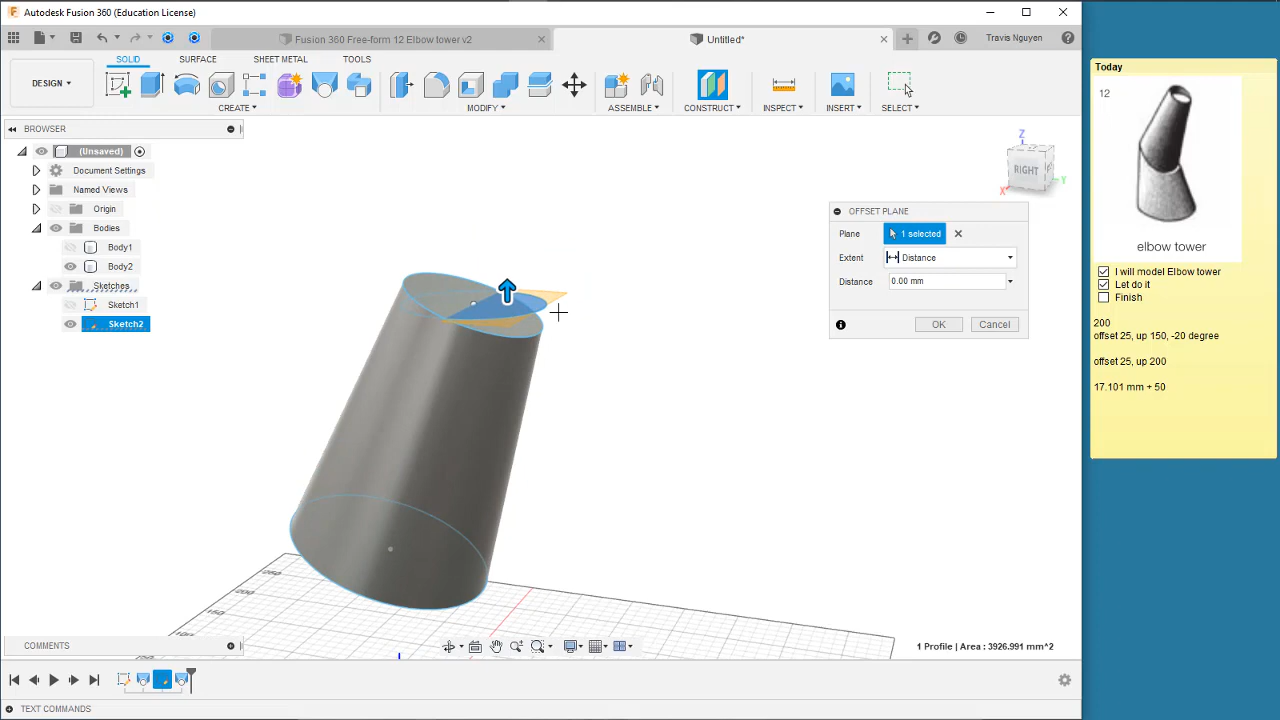 Autodesk Fusion 360 (Education License)
Fusion 360 Free-form 12 Elbow tower v2
Untitled*
Travis Nguyen
SOLID
SURFACE
SHEET METAL
TOOLS
DESIGN
CREATE
MODIFY
ASSEMBLE
CONSTRUCT
INSPECT
INSERT
SELECT
BROWSER
(Unsaved)
Document Settings
Named Views
Origin
Bodies
Body1
Body2
Sketches
Sketch1
Sketch2
Z
RIGHT
X
Y
OFFSET PLANE
Plane
1 selected
Extent
Distance
Distance
0.00 mm
OK
Cancel
250
150
COMMENTS
1 Profile | Area : 3926.991 mm^2
TEXT COMMANDS
Today
12
elbow tower
I will model Elbow tower
Let do it
Finish
200
offset 25, up 150, -20 degree
offset 25, up 200
17.101 mm + 50